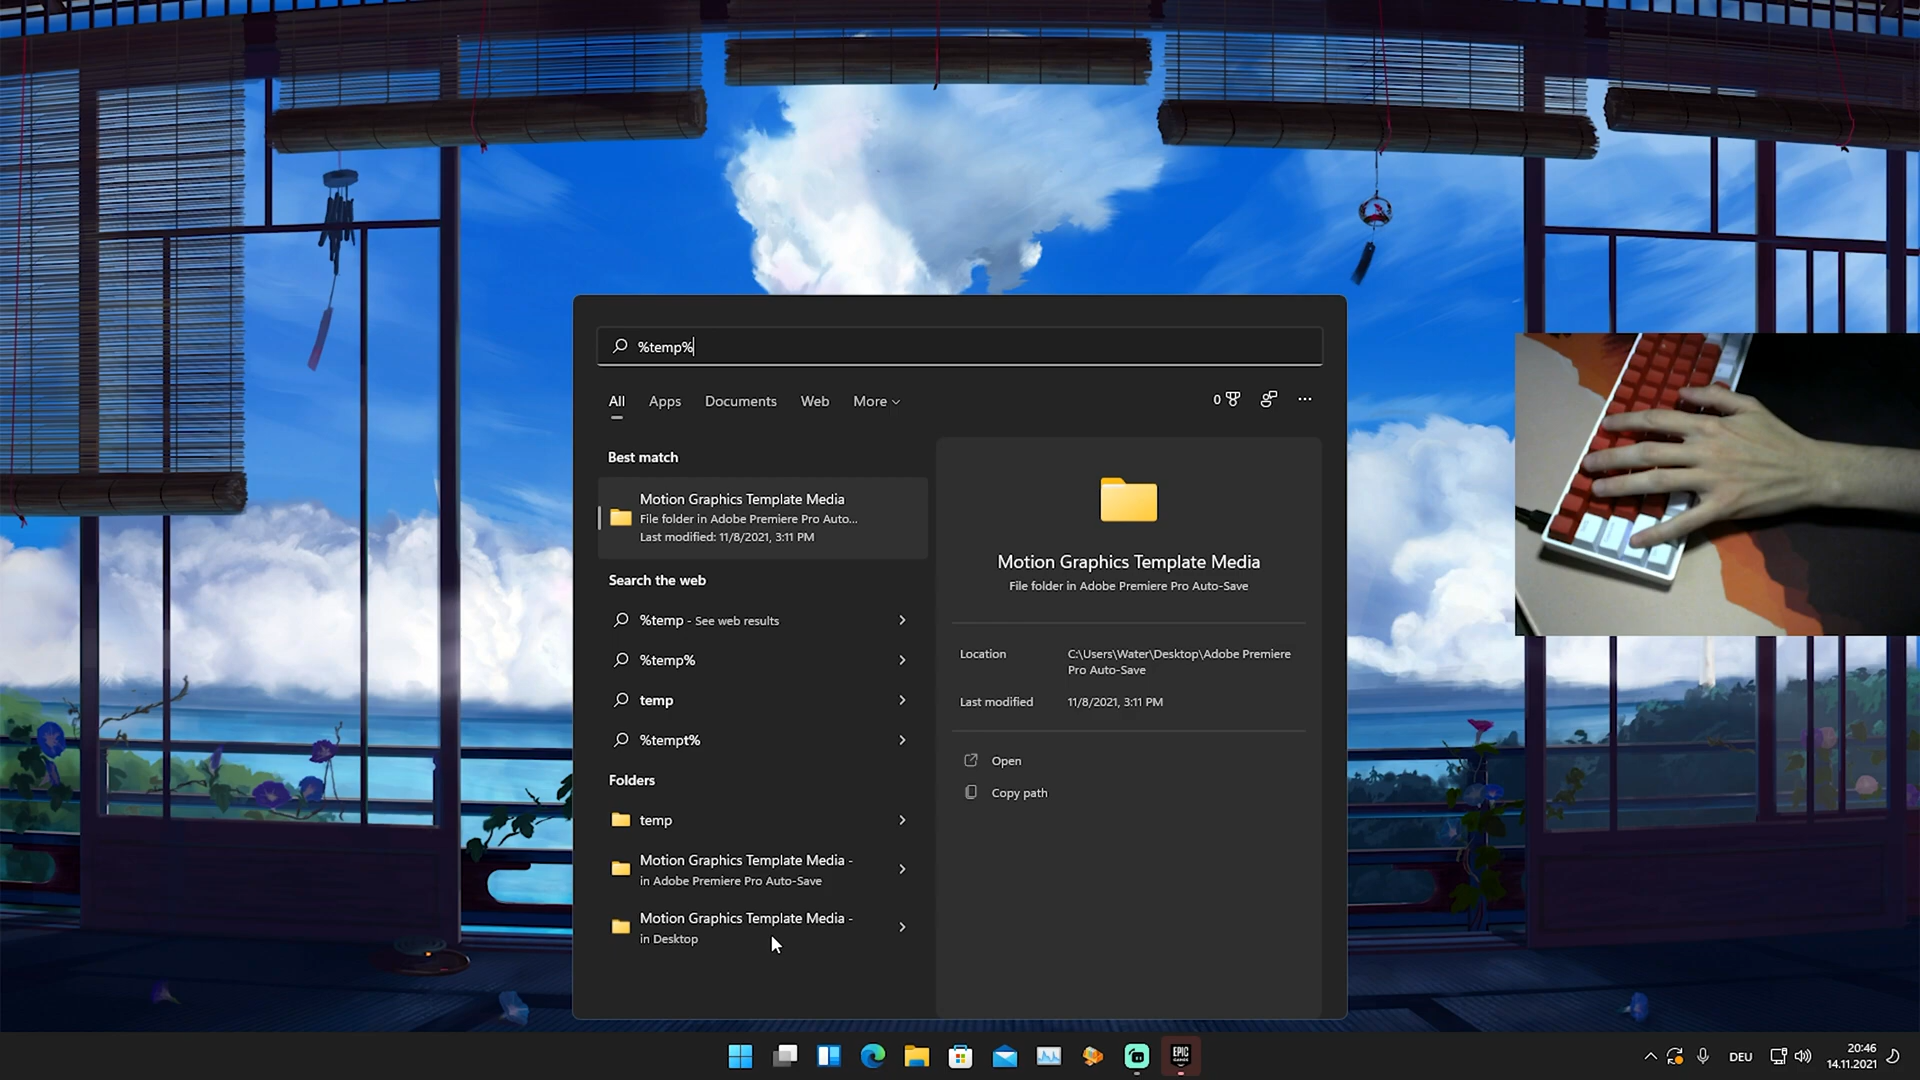 %temp%
All
Apps
Documents
Web
More
0
Best match
Motion Graphics Template Media
File folder in Adobe Premiere Pro Auto...
Last modified: 11/8/2021, 3:11 PM
Search the web
%temp - See web results
%temp%
temp
%tempt%
Folders
temp
Motion Graphics Template Media -
in Adobe Premiere Pro Auto-Save
Motion Graphics Template Media -
in Desktop
Motion Graphics Template Media
File folder in Adobe Premiere Pro Auto-Save
Location
C:\Users\Water\Desktop\Adobe Premiere
Pro Auto-Save
Last modified
11/8/2021, 3:11 PM
Open
Copy path
EPIC
GAMES
DEU
20:46
14.11.2021